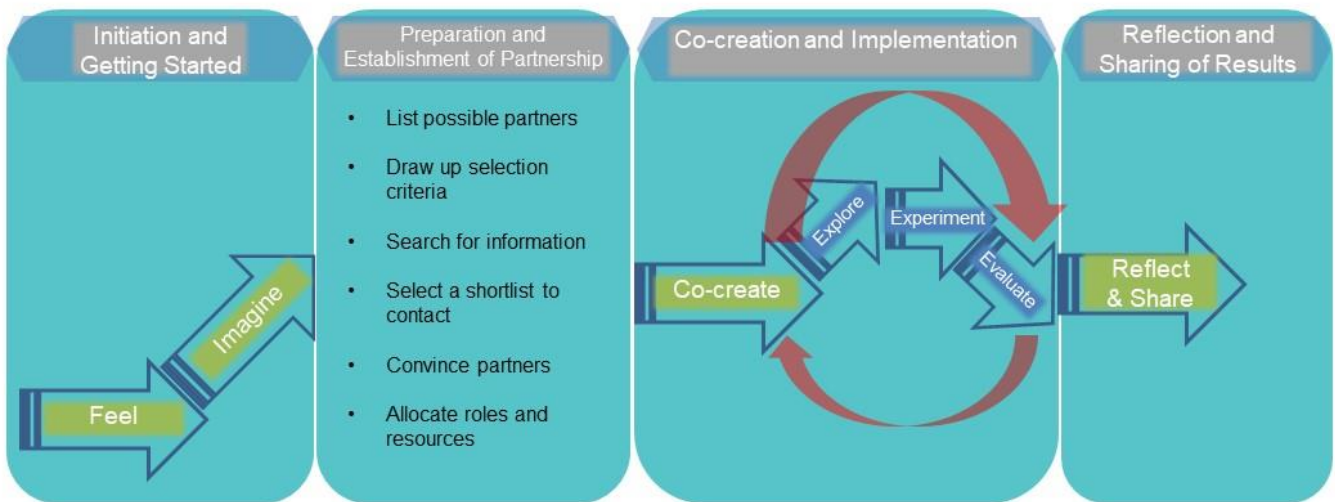 Initiation and
Getting Started
Feel
Imagine
Preparation and
Establishment of Partnership
• List possible partners
• Draw up selection
criteria
• Search for information
• Select a shortlist to
contact
• Convince partners
• Allocate roles and
resources
Co-creation and Implementation
Co-create
Explore
Experiment
Evaluate
Reflection and
Sharing of Results
Reflect
& Share